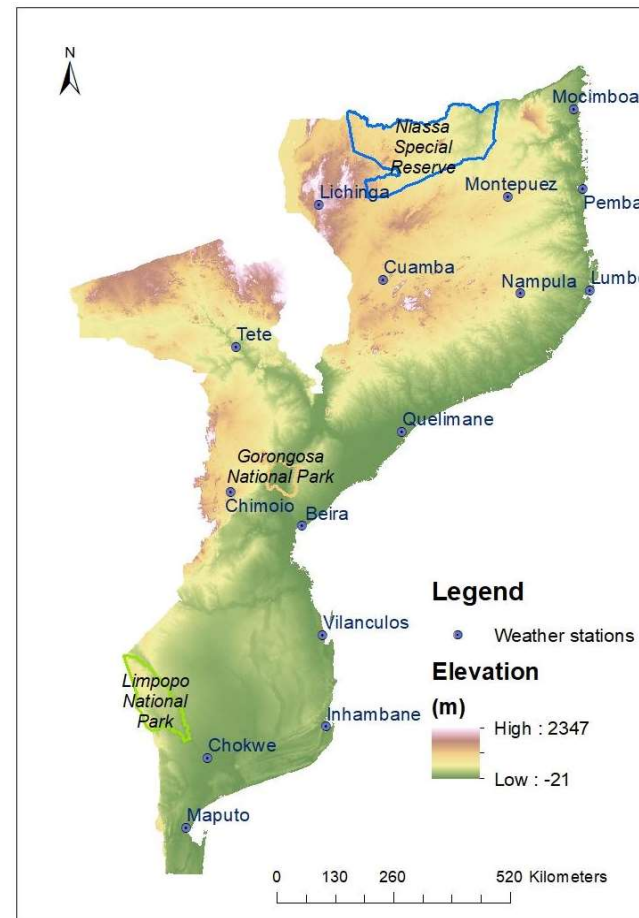 N
Mocimboa
Niassa
Special
Reserve
Lichinga
Montepuez
Pemba
Cuamba
Nampula
Lumbo
Tete
Quelimane
Gorongosa
National Park
Chimoio
Beira
Legend
Weather stations
Vilanculos
Elevation
(m)
Limpopo
National
Park
Inhambane
High : 2347
Chokwe
Low : -21
Maputo
0 130 260 520 Kilometers